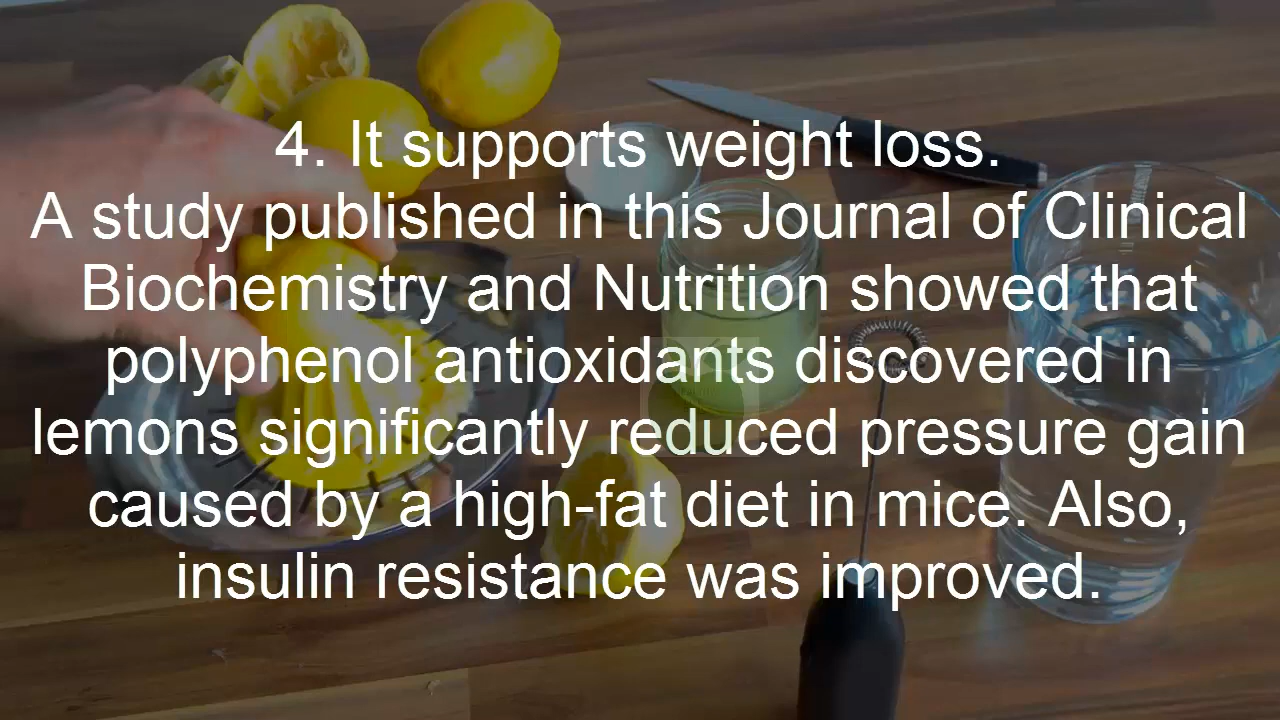 4. It supports weight loss.
A study published in this Journal of Clinical
Biochemistry and Nutrition showed that
polyphenol antioxidants discovered in
lemons significantly reduced pressure gain
caused by a high-fat diet in mice. Also,
insulin resistance was improved.